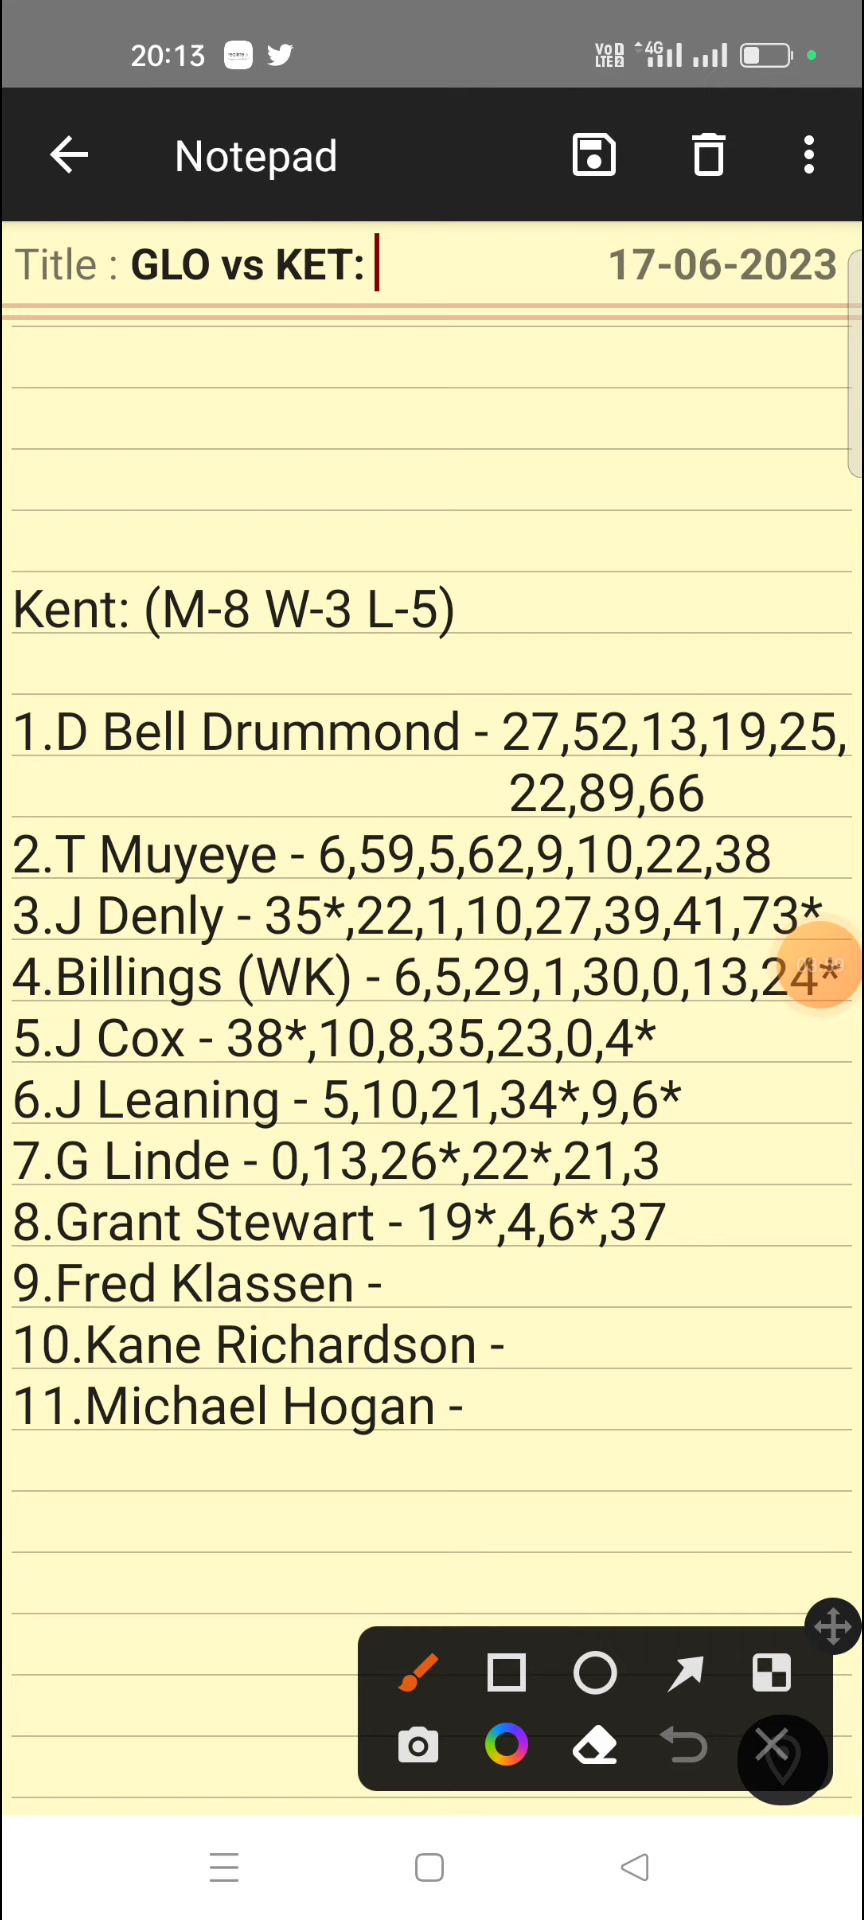 20:13
VoD LTE2 4G
Notepad
Title : GLO vs KET: 17-06-2023
Kent: (M-8 W-3 L-5)
1.D Bell Drummond - 27,52,13,19,25,
22,89,66
2.T Muyeye - 6,59,5,62,9,10,22,38
3.J Denly - 35*,22,1,10,27,39,41,73*
4.Billings (WK) - 6,5,29,1,30,0,13,24*
5.J Cox - 38*,10,8,35,23,0,4*
6.J Leaning - 5,10,21,34*,9,6*
7.G Linde - 0,13,26*,22*,21,3
8.Grant Stewart - 19*,4,6*,37
9.Fred Klassen -
10.Kane Richardson -
11.Michael Hogan -